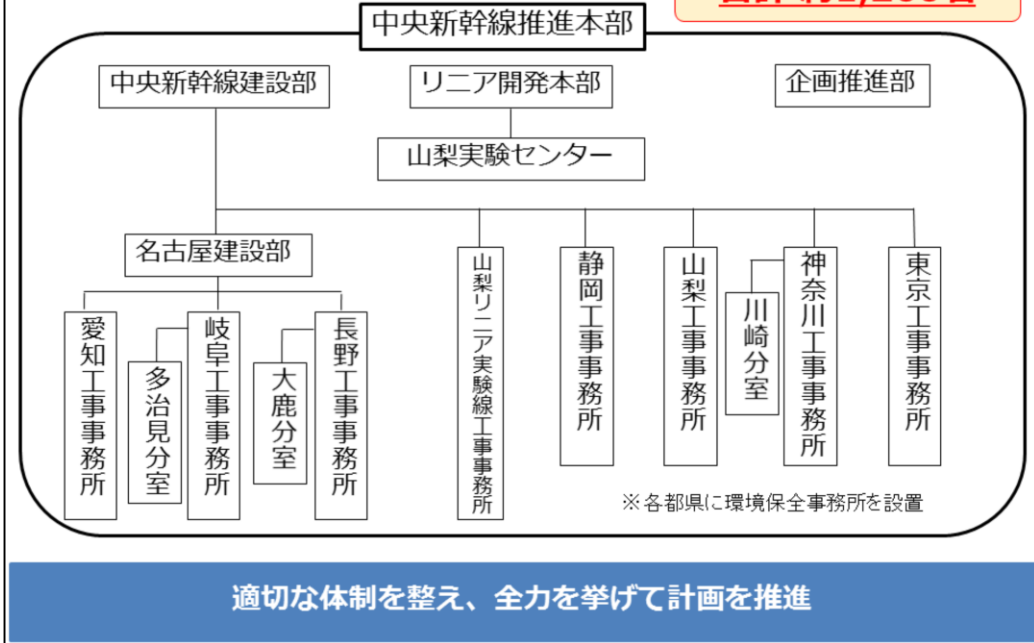 中央新幹線推進本部
中央新幹線建設部
リニア開発本部
企画推進部
山梨実験センター
名古屋建設部
愛知工事事務所
多治見分室
岐阜工事事務所
大鹿分室
長野工事事務所
山梨リニア実験線工事事務所
静岡工事事務所
山梨工事事務所
川崎分室
神奈川工事事務所
東京工事事務所
※各都県に環境保全事務所を設置
適切な体制を整え、全力を挙げて計画を推進